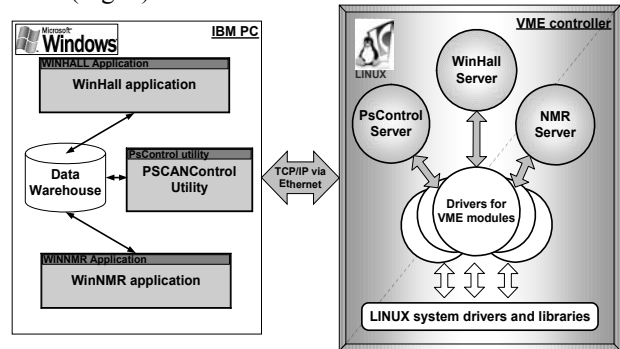 Microsoft®
Windows
IBM PC
WINHALL Application
WinHall application
Data
Warehouse
PsControl utility
PSCANControl
Utility
WINNMR Application
WinNMR application
TCP/IP via
Ethernet
VME controller
LINUX
WinHall
Server
PsControl
Server
NMR
Server
Drivers for
VME modules
LINUX system drivers and libraries